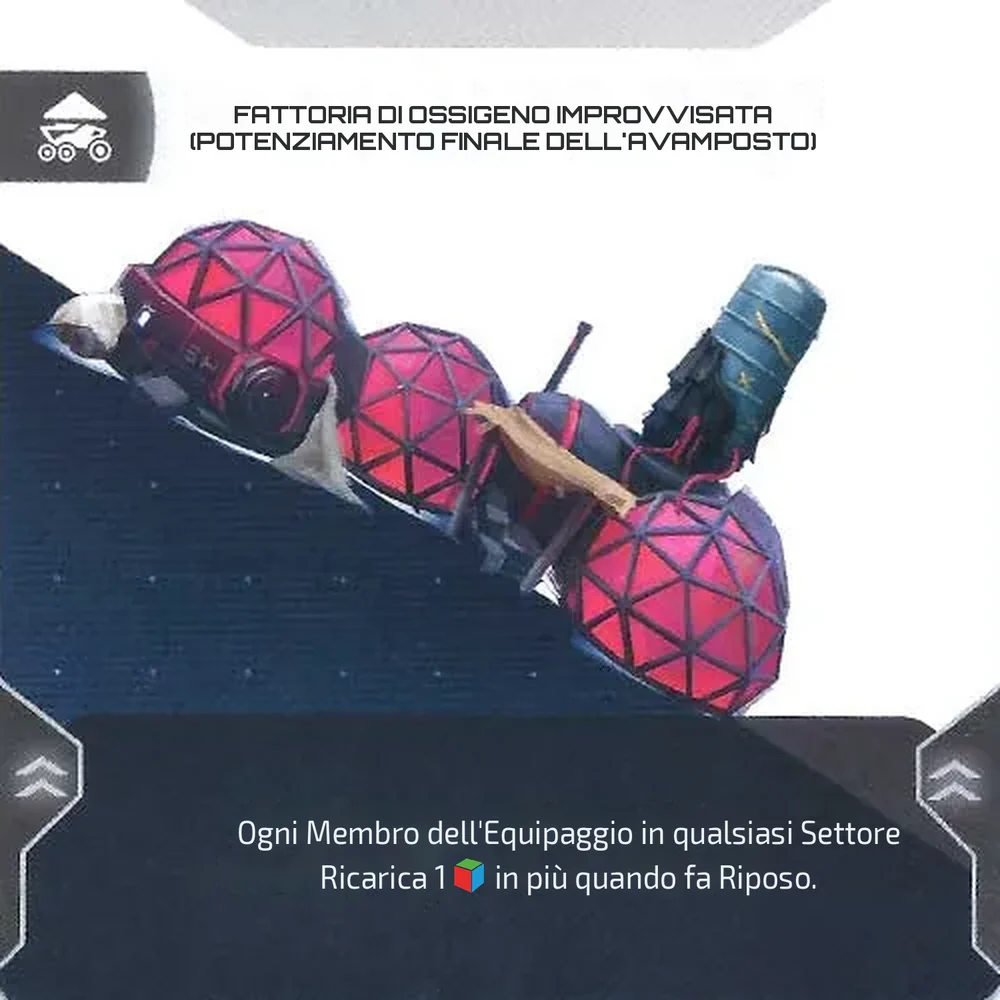 FATTORIA DI OSSIGENO IMPROVVISATA
(POTENZIAMENTO FINALE DELL'AVAMPOSTO)
Ogni Membro dell'Equipaggio in qualsiasi Settore
Ricarica 1 in più quando fa Riposo.